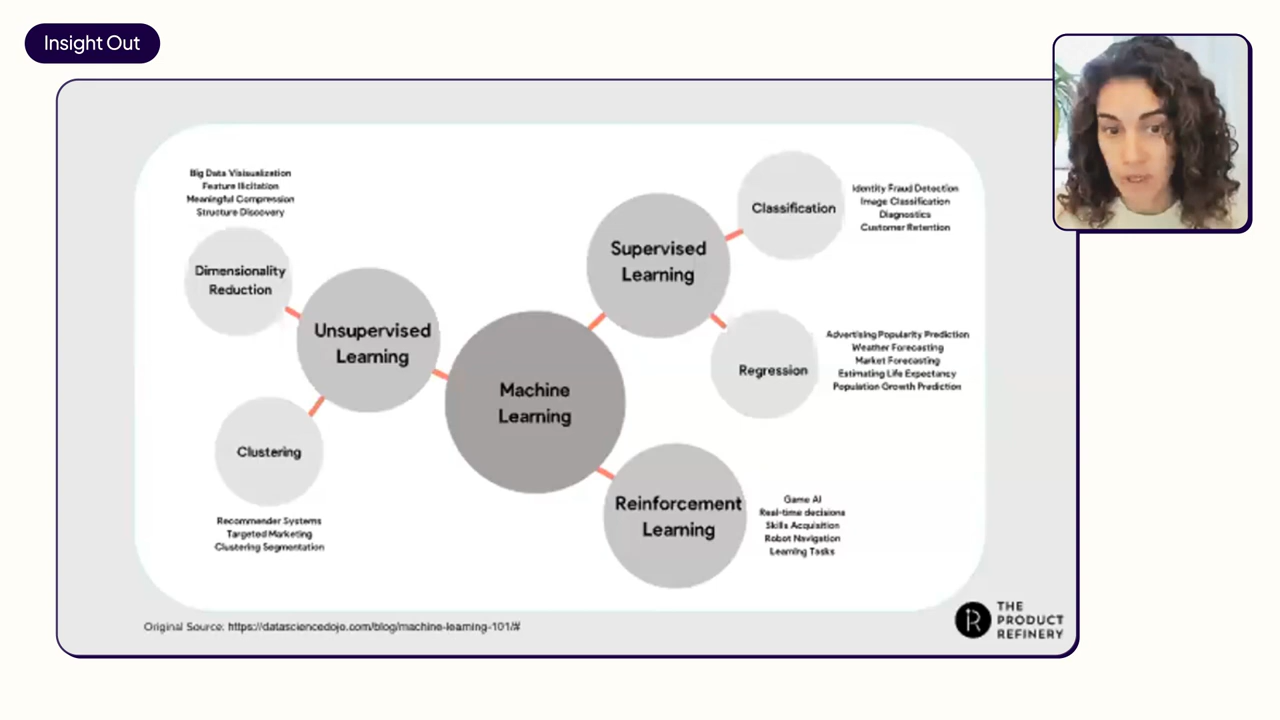 Insight Out
Big Data Visisualization
Feature Ilicitation
Meaningful Compression
Structure Discovery
Dimensionality
Reduction
Unsupervised
Learning
Clustering
Recommender Systems
Targeted Marketing
Clustering Segmentation
Machine
Learning
Supervised
Learning
Classification
Identity Fraud Detection
Image Classification
Diagnostics
Customer Retention
Regression
Advertising Popularity Prediction
Weather Forecasting
Market Forecasting
Estimating Life Expectancy
Population Growth Prediction
Reinforcement
Learning
Game AI
Real-time decisions
Skills Acquisition
Robot Navigation
Learning Tasks
Original Source: https://datasciencedojo.com/blog/machine-learning-101/#
THE
PRODUCT
REFINERY